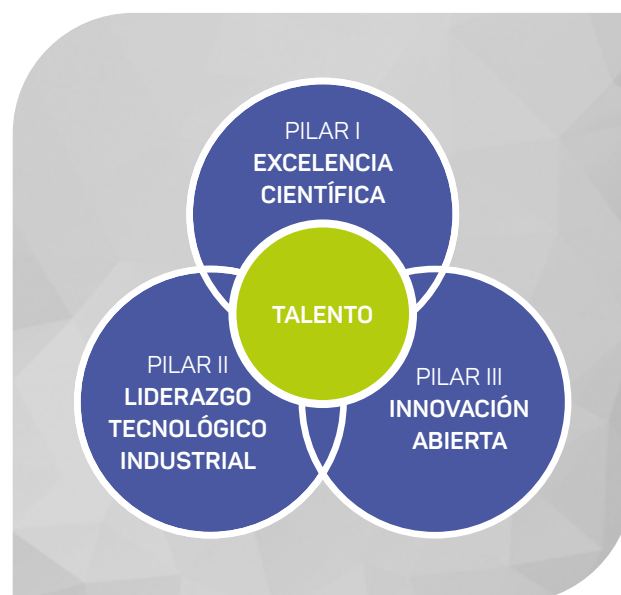 PILAR I
EXCELENCIA
CIENTÍFICA
TALENTO
PILAR II
LIDERAZGO
TECNOLÓGICO
INDUSTRIAL
PILAR III
INNOVACIÓN
ABIERTA